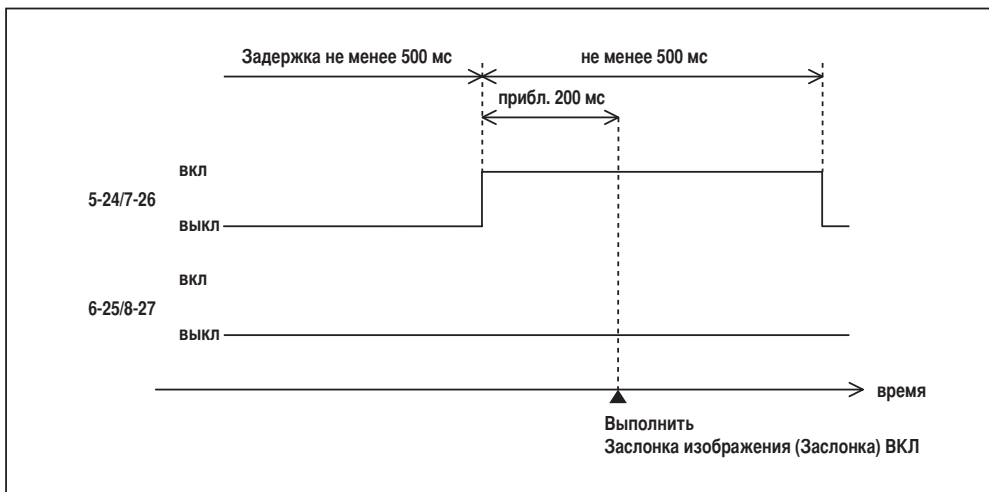 Задержка не менее 500 мс
не менее 500 мс
прибл. 200 мс
вкл
5-24/7-26
выкл
вкл
6-25/8-27
выкл
время
Выполнить
Заслонка изображения (Заслонка) ВКЛ